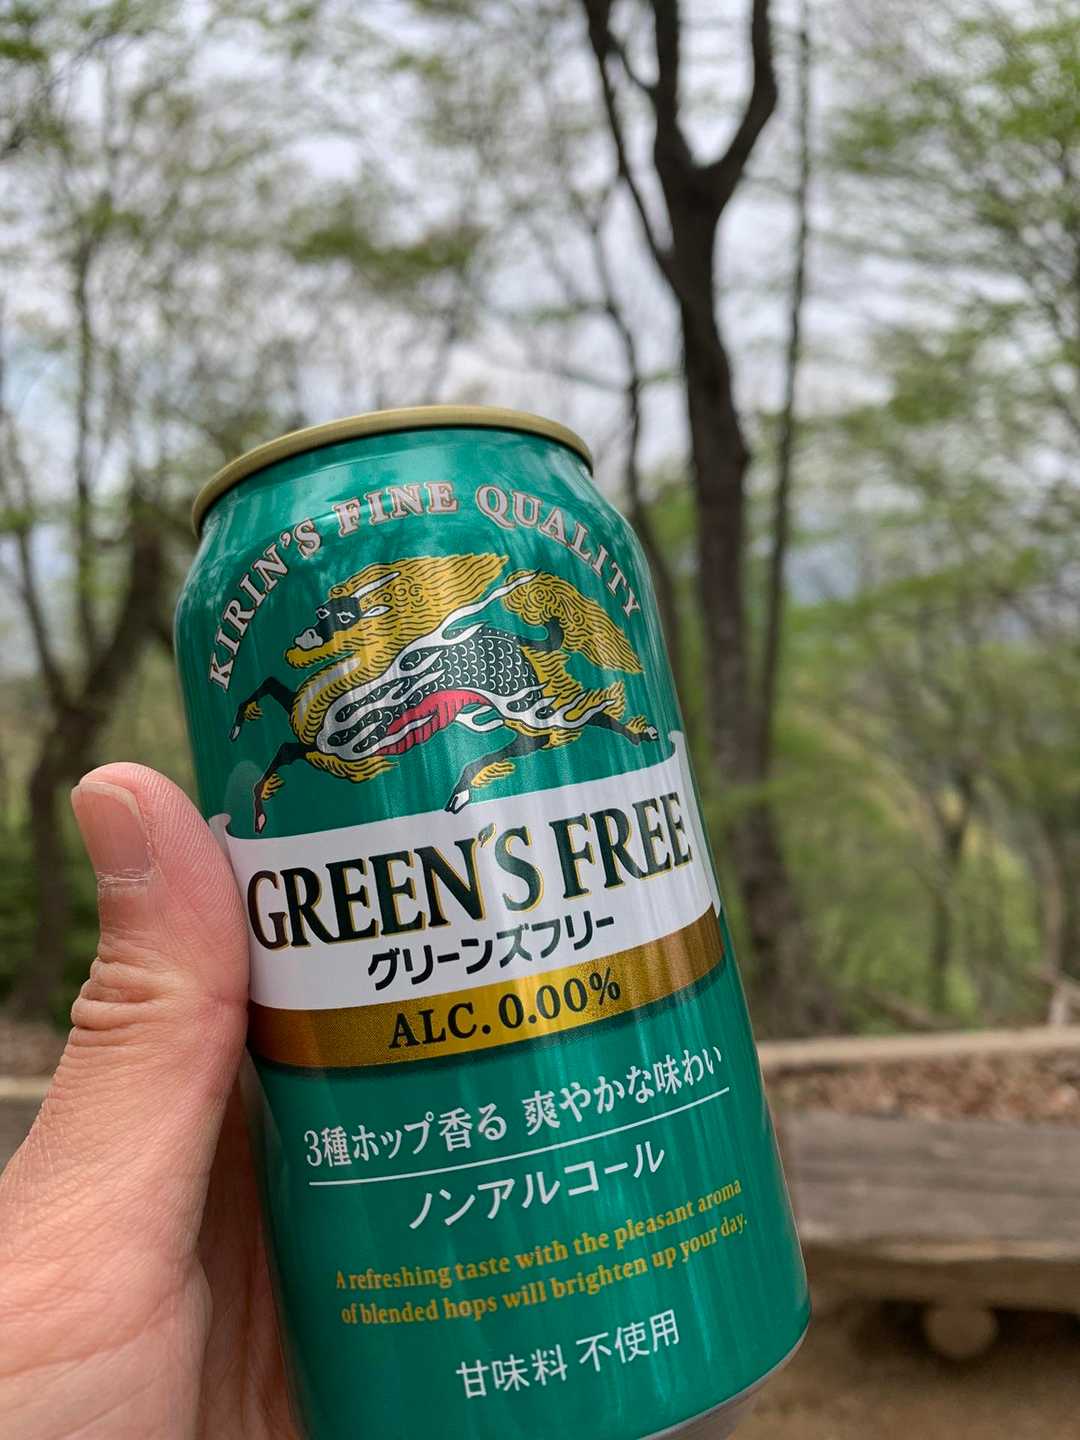 KIRIN'S FINE QUALITY
GREEN'S FREE
グリーンズフリー
ALC. 0.00%
3種ホップ香る 爽やかな味わい
ノンアルコール
A refreshing taste with the pleasant aroma
of blended hops will brighten up your day.
甘味料 不使用